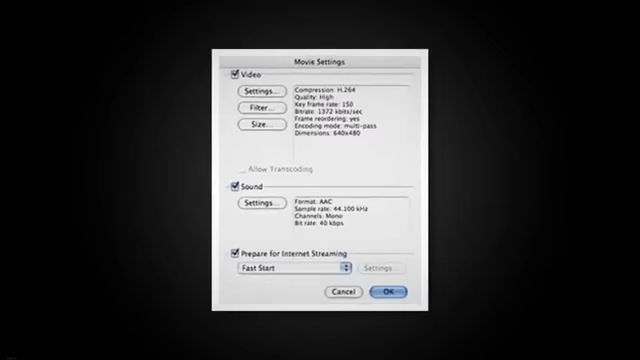 Movie Settings
Video
Settings...
Filter...
Size...
Compression: H.264
Quality: High
Key frame rate: 150
Bitrate: 1372 kbits/sec
Frame reordering: yes
Encoding mode: multi-pass
Dimensions: 640x480
Allow Transcoding
Sound
Settings...
Format: AAC
Sample rate: 44.100 kHz
Channels: Mono
Bit rate: 40 kbps
Prepare for Internet Streaming
Fast Start
Settings...
Cancel
OK